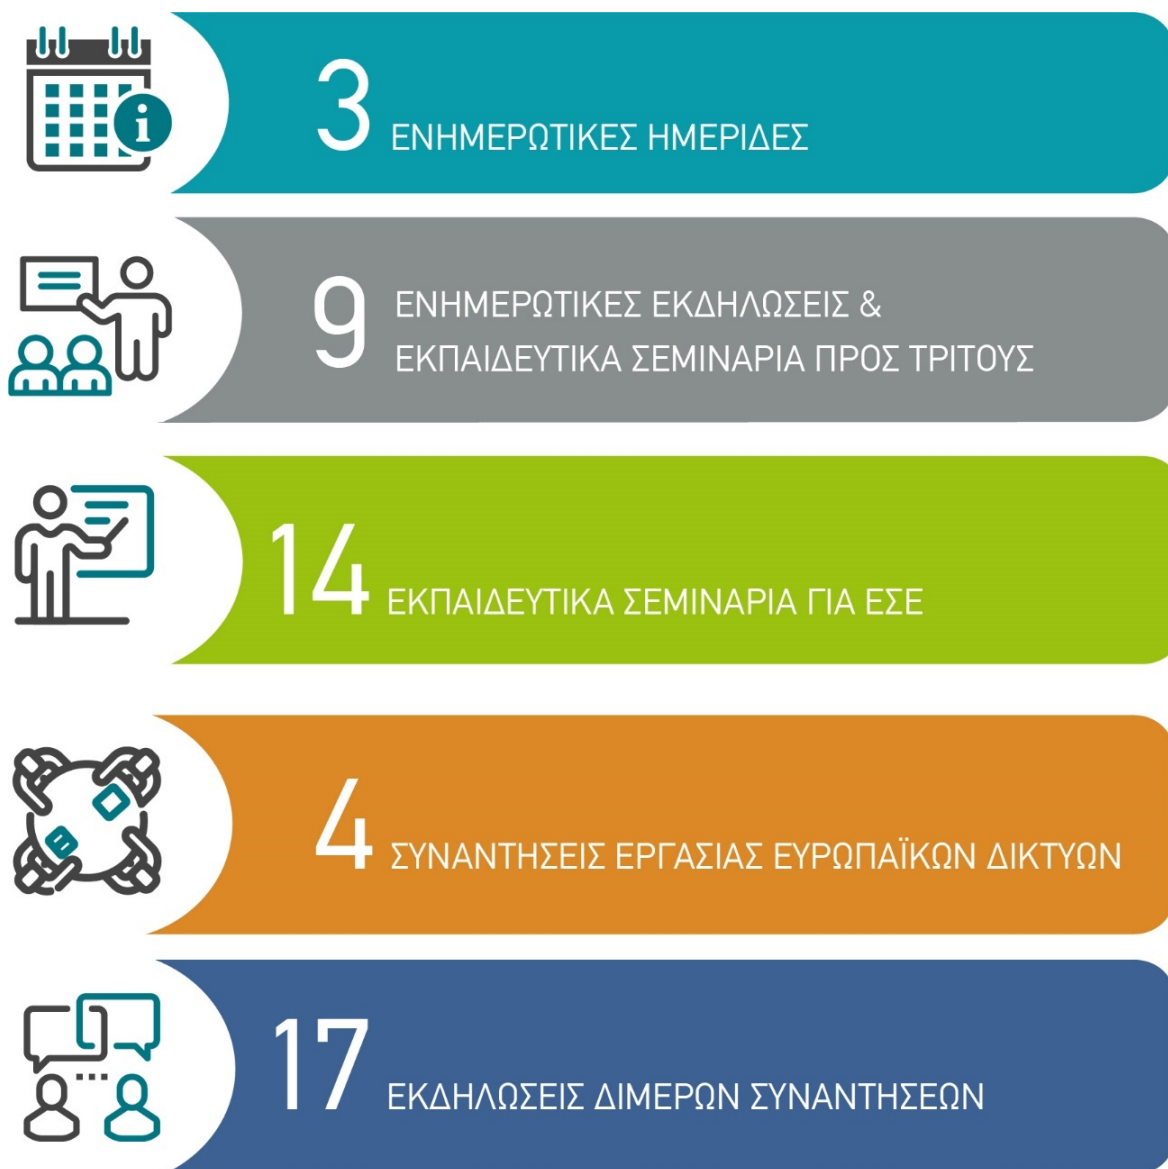 3 ΕΝΗΜΕΡΩΤΙΚΕΣ ΗΜΕΡΙΔΕΣ
9 ΕΝΗΜΕΡΩΤΙΚΕΣ ΕΚΔΗΛΩΣΕΙΣ &
ΕΚΠΑΙΔΕΥΤΙΚΑ ΣΕΜΙΝΑΡΙΑ ΠΡΟΣ ΤΡΙΤΟΥΣ
14 ΕΚΠΑΙΔΕΥΤΙΚΑ ΣΕΜΙΝΑΡΙΑ ΓΙΑ ΕΣΕ
4 ΣΥΝΑΝΤΗΣΕΙΣ ΕΡΓΑΣΙΑΣ ΕΥΡΩΠΑΪΚΩΝ ΔΙΚΤΥΩΝ
17 ΕΚΔΗΛΩΣΕΙΣ ΔΙΜΕΡΩΝ ΣΥΝΑΝΤΗΣΕΩΝ